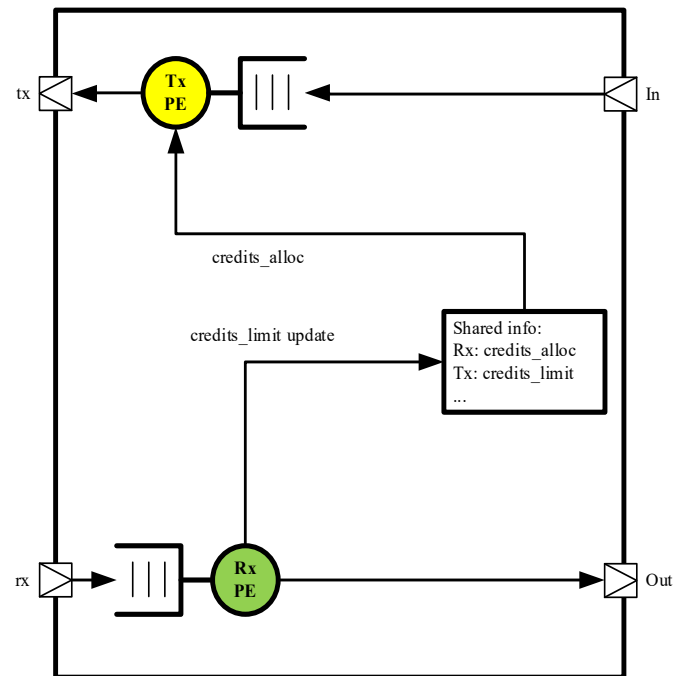 Tx
PE
tx
In
credits_alloc
credits_limit update
Shared info:
Rx: credits_alloc
Tx: credits_limit
...
rx
Rx
PE
Out